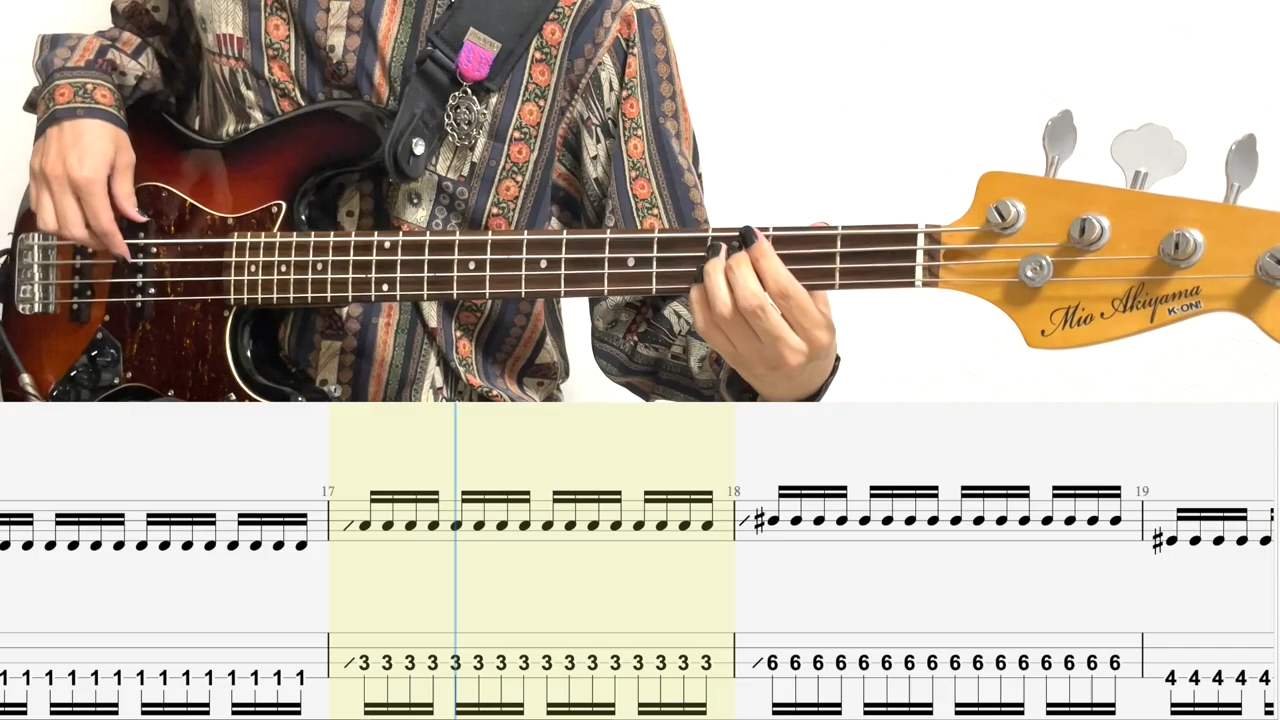 Mio Akiyama
K-ON!
17
18
19
1 1 1 1 1 1 1 1 1 1 1 1 1 1
3 3 3 3 3 3 3 3 3 3 3 3 3 3 3 3
6 6 6 6 6 6 6 6 6 6 6 6 6 6 6 6
4 4 4 4 4